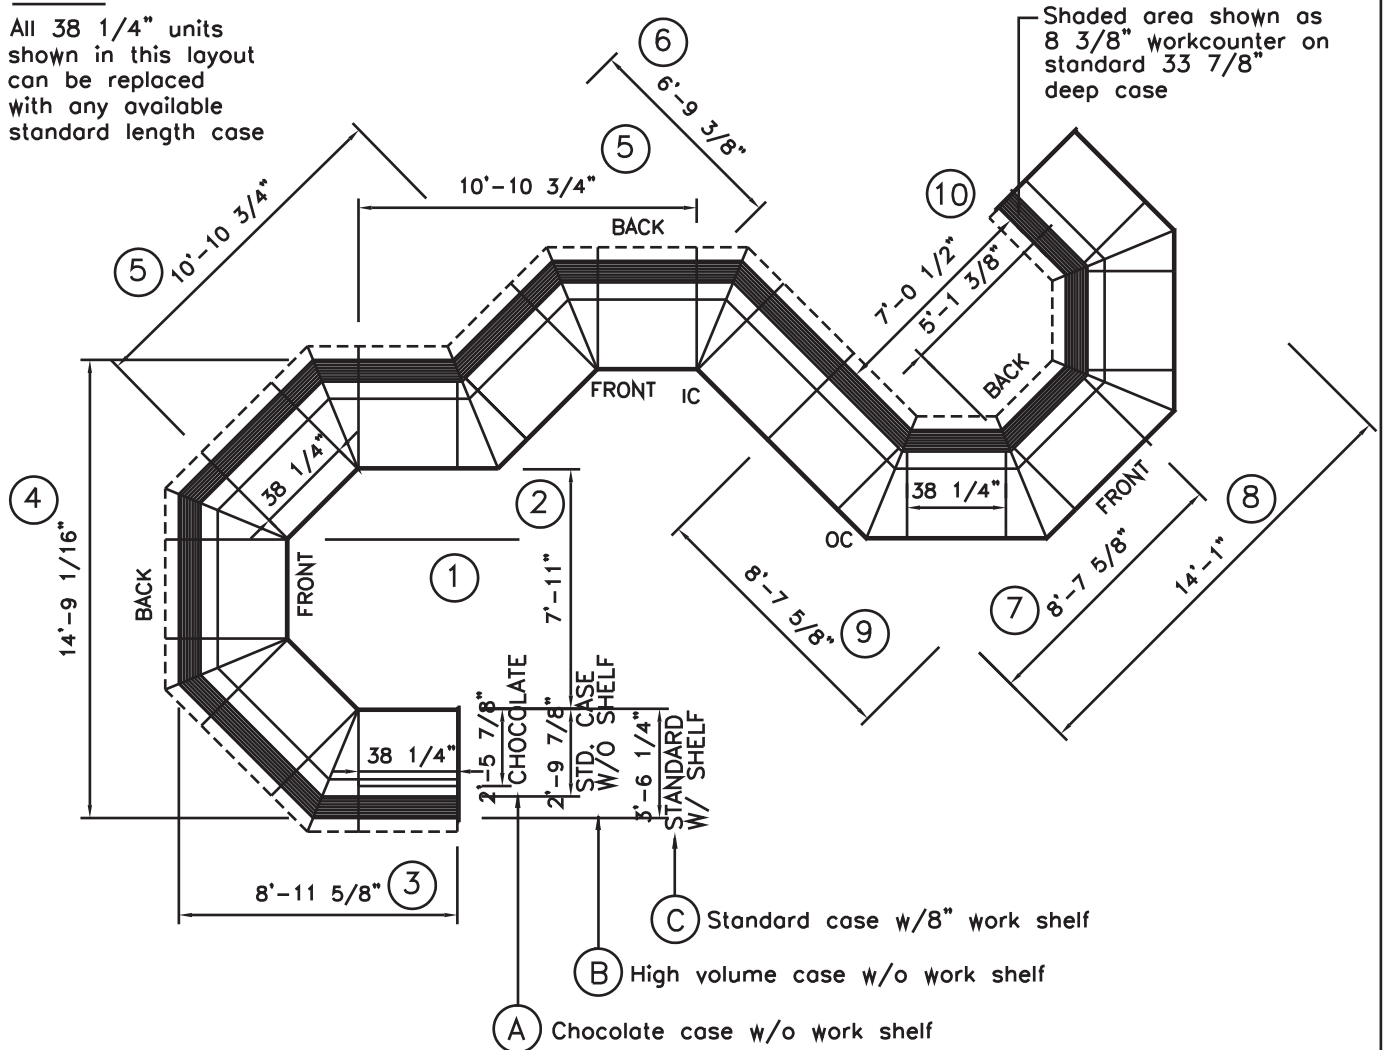 All 38 1/4" units
shown in this layout
can be replaced
with any available
standard length case
Shaded area shown as
8 3/8" workcounter on
standard 33 7/8"
deep case
6
6'-9 3/8"
5
10'-10 3/4"
BACK
5
10'-10 3/4"
10
7'-0 1/2"
5'-1 3/8"
BACK
FRONT
IC
38 1/4"
4
14'-9 1/16"
BACK
FRONT
1
2
7'-11"
38 1/4"
OC
FRONT
8
14'-1"
7
8'-7 5/8"
9
8'-7 5/8"
38 1/4"
2'-5 7/8"
CHOCOLATE
2'-9 7/8"
STD. CASE
W/O SHELF
3'-6 1/4"
STANDARD
W/ SHELF
3
8'-11 5/8"
C
Standard case w/8" work shelf
B
High volume case w/o work shelf
A
Chocolate case w/o work shelf